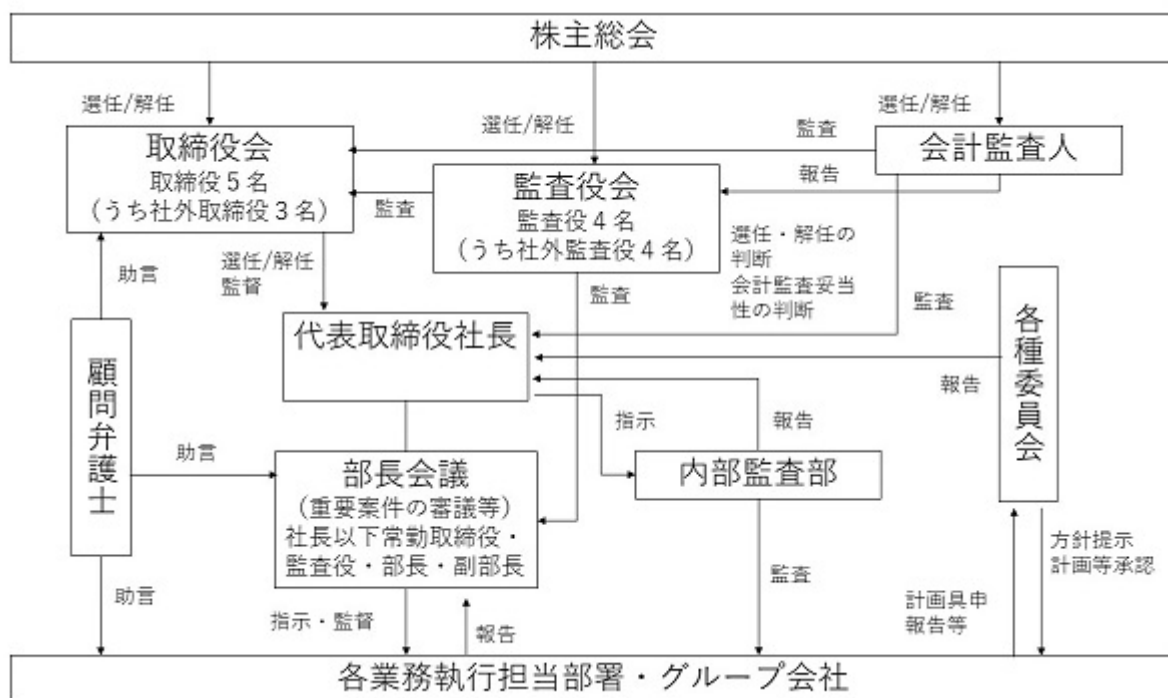 株主総会
選任/解任
選任/解任
選任/解任
取締役会
取締役５名
（うち社外取締役３名）
監査
会計監査人
報告
監査
監査役会
監査役４名
（うち社外監査役４名）
選任・解任の
判断
会計監査妥当
性の判断
助言
選任/解任
監督
監査
監査
代表取締役社長
各種委員会
報告
顧問弁護士
指示
報告
助言
部長会議
（重要案件の審議等）
社長以下常勤取締役・
監査役・部長・副部長
内部監査部
方針提示
計画等承認
監査
助言
指示・監督
報告
計画具申
報告等
各業務執行担当部署・グループ会社